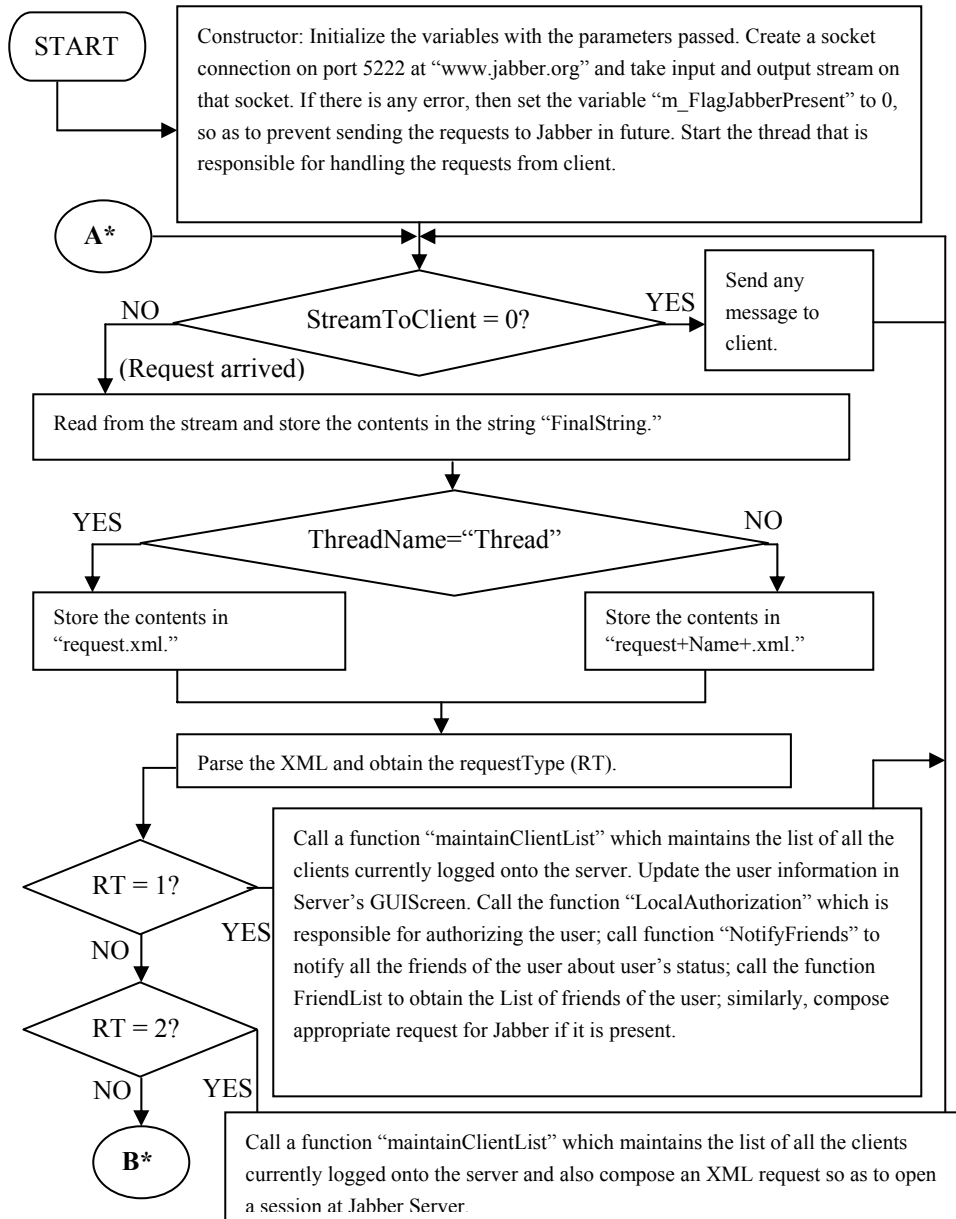 START
Constructor: Initialize the variables with the parameters passed. Create a socket
connection on port 5222 at “www.jabber.org” and take input and output stream on
that socket. If there is any error, then set the variable “m_FlagJabberPresent” to 0,
so as to prevent sending the requests to Jabber in future. Start the thread that is
responsible for handling the requests from client.
A*
StreamToClient = 0?
NO
YES
Send any
message to
client.
(Request arrived)
Read from the stream and store the contents in the string “FinalString.”
ThreadName=“Thread”
YES
NO
Store the contents in
“request.xml.”
Store the contents in
“request+Name+.xml.”
Parse the XML and obtain the requestType (RT).
RT = 1?
YES
NO
Call a function “maintainClientList” which maintains the list of all the
clients currently logged onto the server. Update the user information in
Server’s GUIScreen. Call the function “LocalAuthorization” which is
responsible for authorizing the user; call function “NotifyFriends” to
notify all the friends of the user about user’s status; call the function
FriendList to obtain the List of friends of the user; similarly, compose
appropriate request for Jabber if it is present.
RT = 2?
NO
YES
B*
Call a function “maintainClientList” which maintains the list of all the clients
currently logged onto the server and also compose an XML request so as to open
a session at Jabber Server.